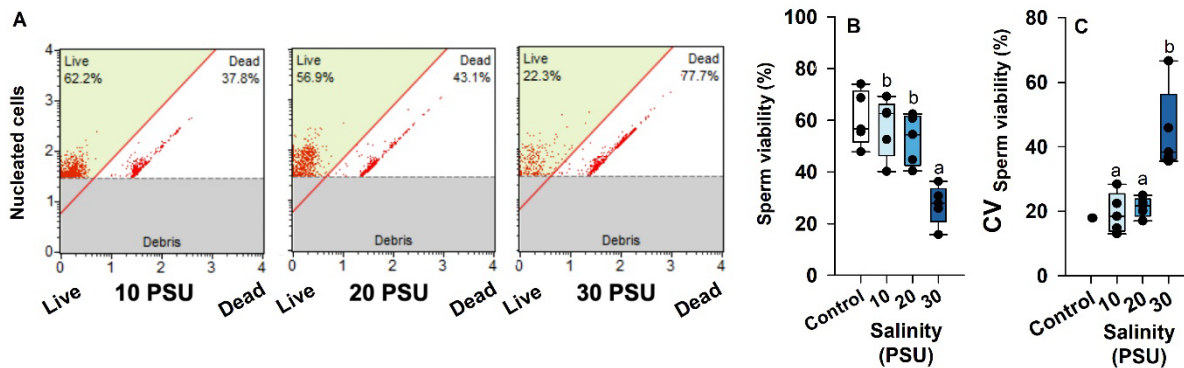 A
Nucleated cells
4
3
2
1
0
Live
62.2%
Dead
37.8%
Debris
0 1 2 3 4
Live
10 PSU
Dead
Live
56.9%
Dead
43.1%
Debris
0 1 2 3 4
Live
20 PSU
Dead
Live
22.3%
Dead
77.7%
Debris
0 1 2 3 4
Live
30 PSU
Dead
B
Sperm viability (%)
100
80
60
40
20
0
b
b
a
Control 10 20 30
Salinity
(PSU)
C
CV Sperm viability (%)
80
60
40
20
0
a
a
b
Control 10 20 30
Salinity
(PSU)